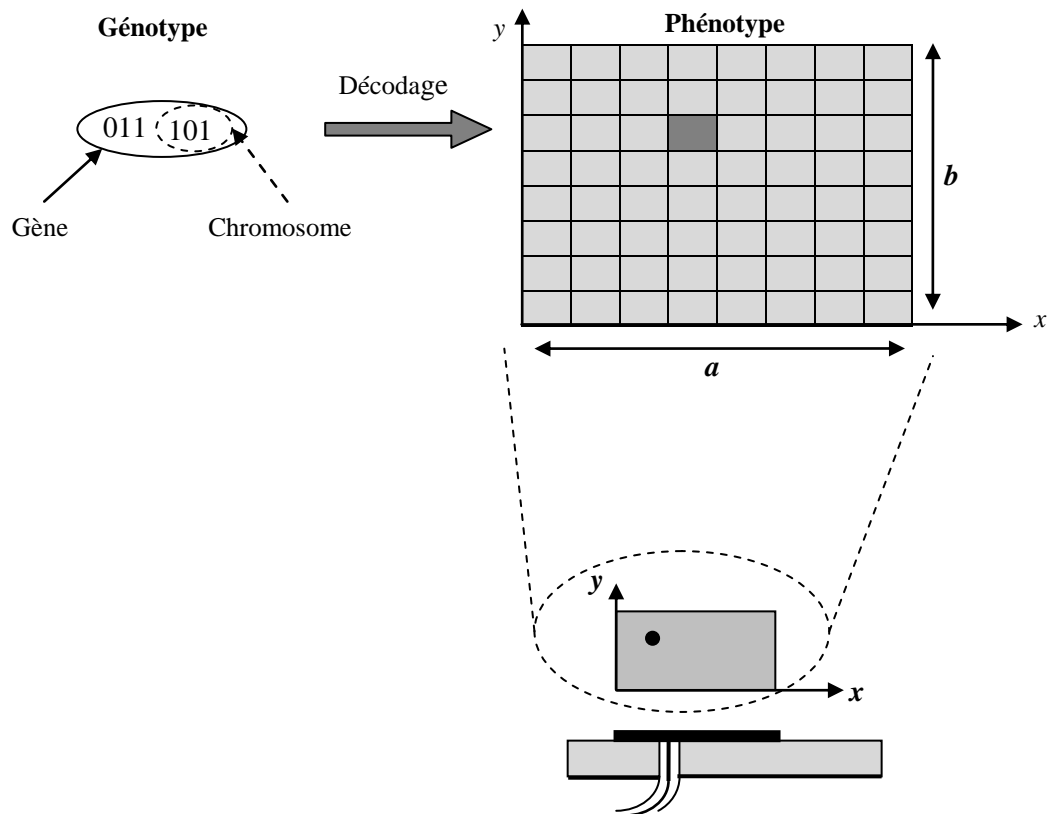 Génotype
Phénotype
y
Décodage
011 101
b
Gène
Chromosome
x
a
y
x